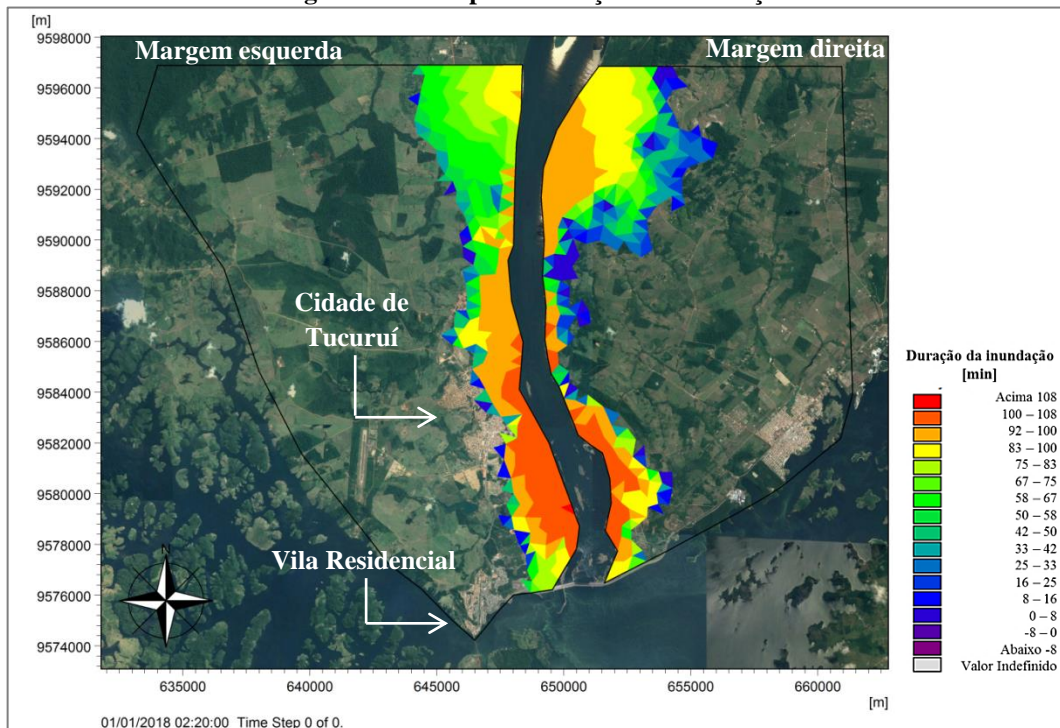 [m]
9598000
9596000
9594000
9592000
9590000
9588000
9586000
9584000
9582000
9580000
9578000
9576000
9574000
Margem esquerda
Margem direita
Cidade de
Tucuruí
Vila Residencial
N
635000
640000
645000
650000
655000
660000
[m]
01/01/2018 02:20:00 Time Step 0 of 0.
Duração da inundação
[min]
Acima 108
100 – 108
92 – 100
83 – 100
75 – 83
67 – 75
58 – 67
50 – 58
42 – 50
33 – 42
25 – 33
16 – 25
8 – 16
0 – 8
-8 – 0
Abaixo -8
Valor Indefinido